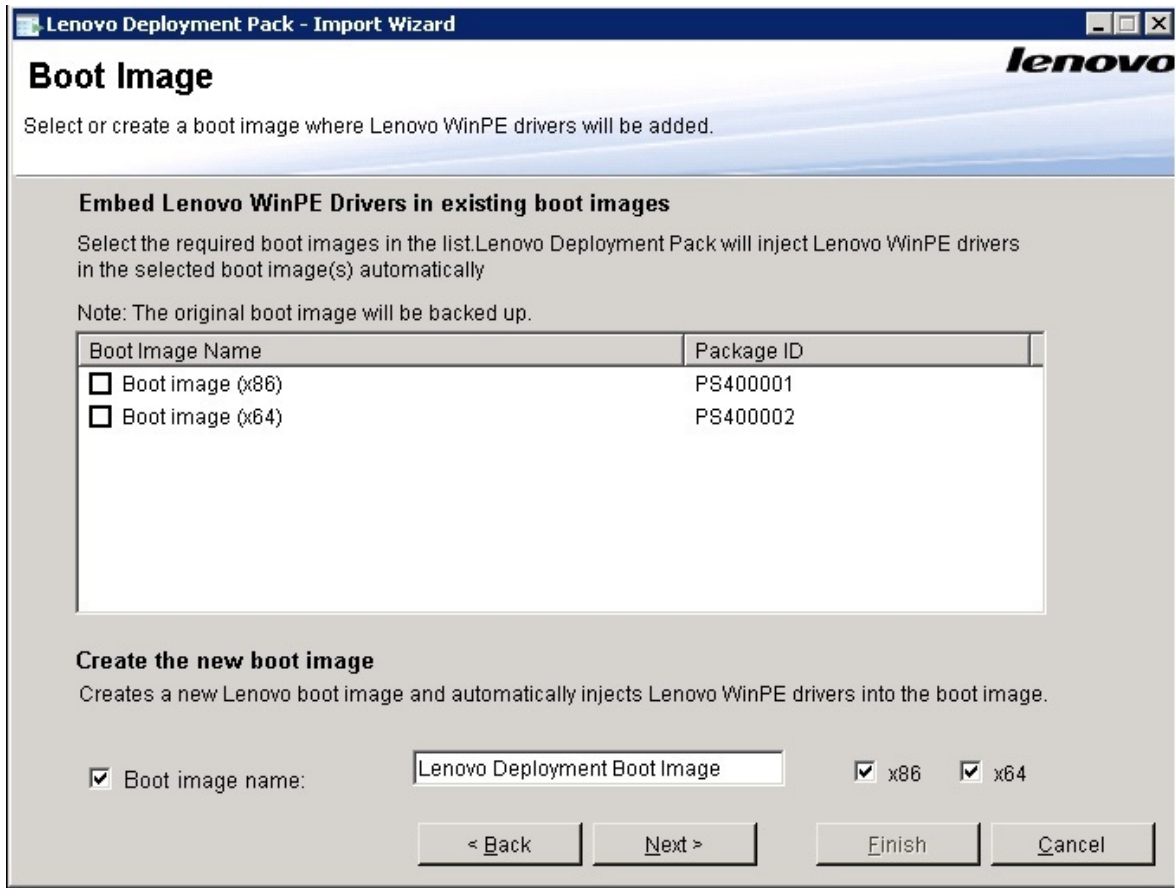 Lenovo Deployment Pack - Import Wizard
lenovo
Boot Image
Select or create a boot image where Lenovo WinPE drivers will be added.
Embed Lenovo WinPE Drivers in existing boot images
Select the required boot images in the list.Lenovo Deployment Pack will inject Lenovo WinPE drivers
in the selected boot image(s) automatically
Note: The original boot image will be backed up.
Boot Image Name Package ID
Boot image (x86) PS400001
Boot image (x64) PS400002
Create the new boot image
Creates a new Lenovo boot image and automatically injects Lenovo WinPE drivers into the boot image.
Boot image name: Lenovo Deployment Boot Image x86 x64
< Back Next > Finish Cancel